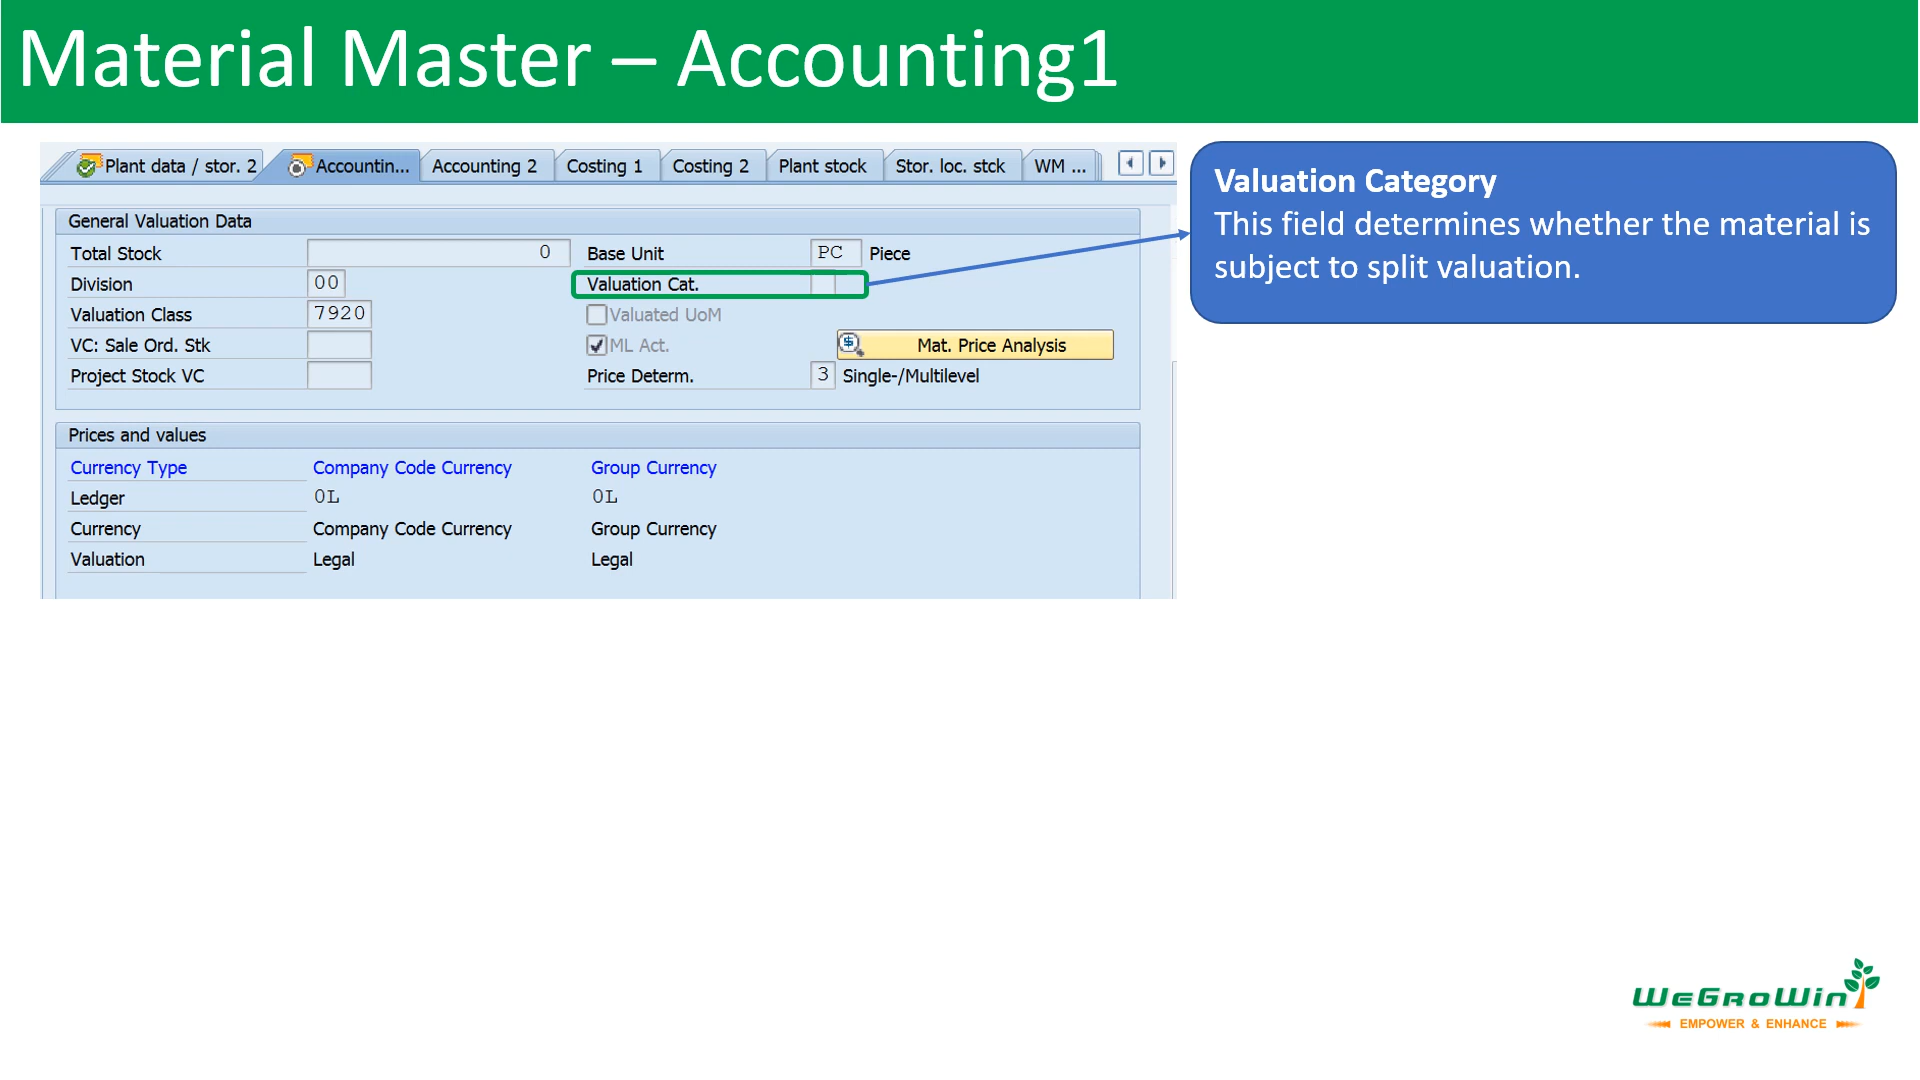 Material Master – Accounting1
Plant data / stor. 2 Accountin... Accounting 2 Costing 1 Costing 2 Plant stock Stor. loc. stck WM ...
General Valuation Data
Total Stock 0 Base Unit PC Piece
Division 00 Valuation Cat.
Valuation Class 7920 Valuated UoM
VC: Sale Ord. Stk ML Act. Mat. Price Analysis
Project Stock VC Price Determ. 3 Single-/Multilevel
Prices and values
Currency Type Company Code Currency Group Currency
Ledger 0L 0L
Currency Company Code Currency Group Currency
Valuation Legal Legal
Valuation Category
This field determines whether the material is
subject to split valuation.
WeGroWin
EMPOWER & ENHANCE